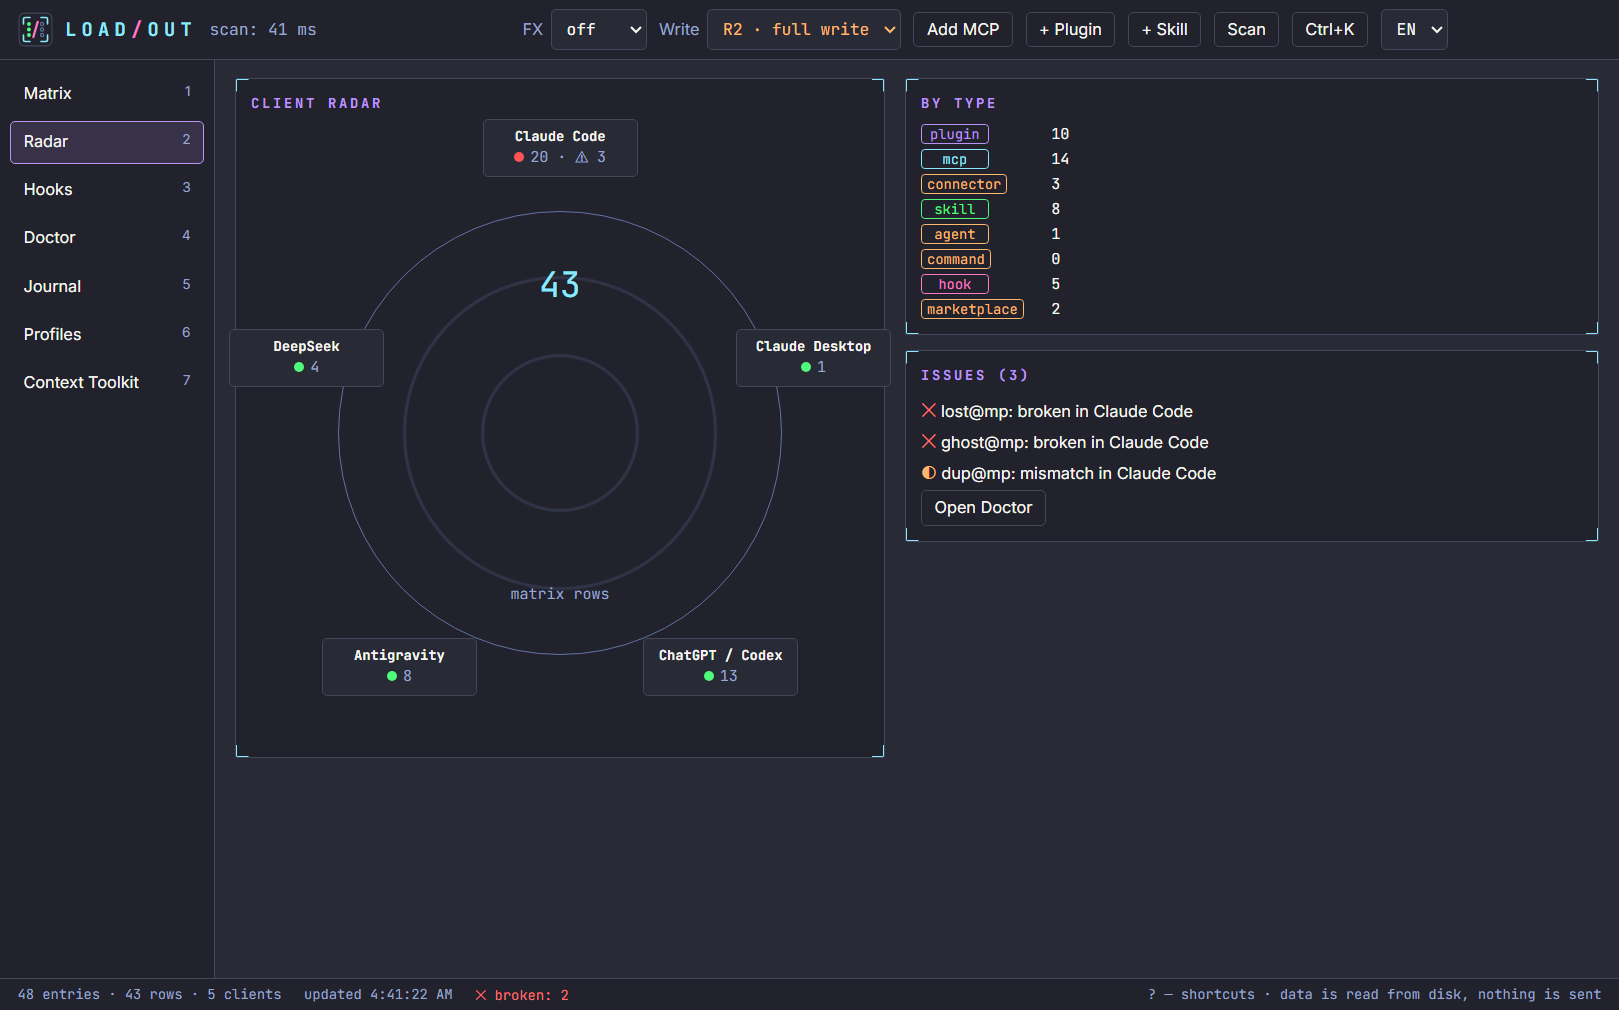 LOAD/OUT scan: 41 ms FX off Write R2 · full write Add MCP + Plugin + Skill Scan Ctrl+K EN
Matrix 1
Radar 2
Hooks 3
Doctor 4
Journal 5
Profiles 6
Context Toolkit 7
CLIENT RADAR
Claude Code
20 · ⚠ 3
43
DeepSeek
4
Claude Desktop
1
matrix rows
Antigravity
8
ChatGPT / Codex
13
BY TYPE
plugin 10
mcp 14
connector 3
skill 8
agent 1
command 0
hook 5
marketplace 2
ISSUES (3)
lost@mp: broken in Claude Code
ghost@mp: broken in Claude Code
dup@mp: mismatch in Claude Code
Open Doctor
48 entries · 43 rows · 5 clients updated 4:41:22 AM broken: 2 ? — shortcuts · data is read from disk, nothing is sent